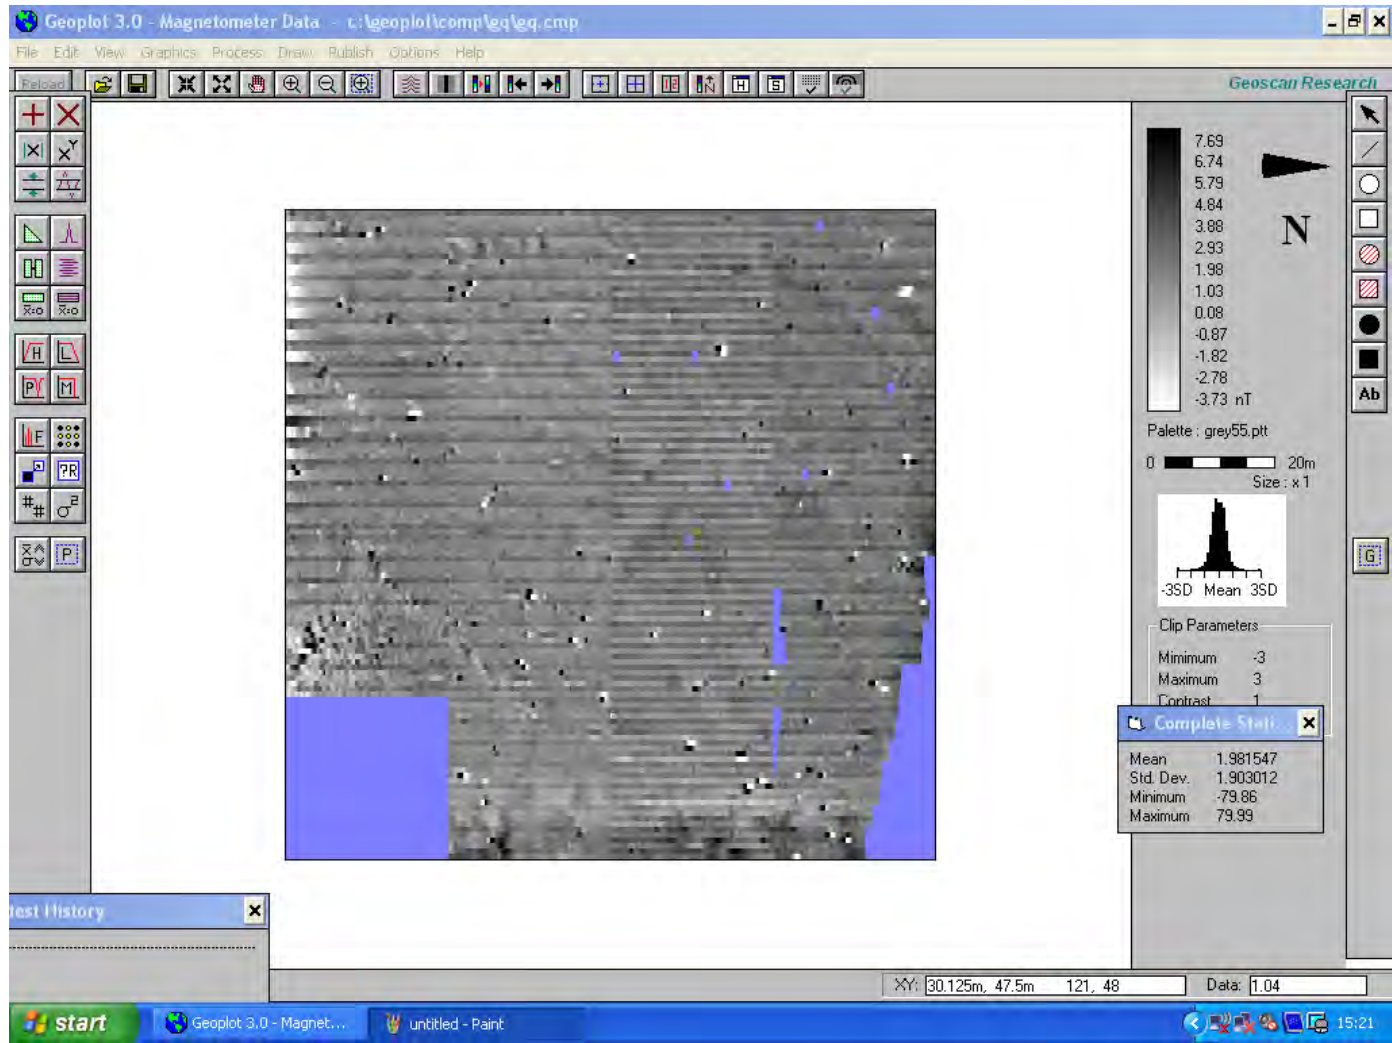 Geoplot 3.0 - Magnetometer Data - c:\geoplot\comp\gq\gq.cmp
File Edit View Graphics Process Draw Publish Options Help
Reload
Geoscan Research
7.69
6.74
5.79
4.84
3.88
2.93
1.98
1.03
0.08
-0.87
-1.82
-2.78
-3.73 nT
N
Palette : grey55.ptt
0 20m
Size : x 1
-3SD Mean 3SD
Clip Parameters
Mimimum -3
Maximum 3
Contrast 1
Complete Stati...
Mean 1.981547
Std. Dev. 1.903012
Minimum -79.86
Maximum 79.99
Ab
G
test History
XY: 30.125m, 47.5m 121, 48 Data: 1.04
start Geoplot 3.0 - Magnet... untitled - Paint 15:21